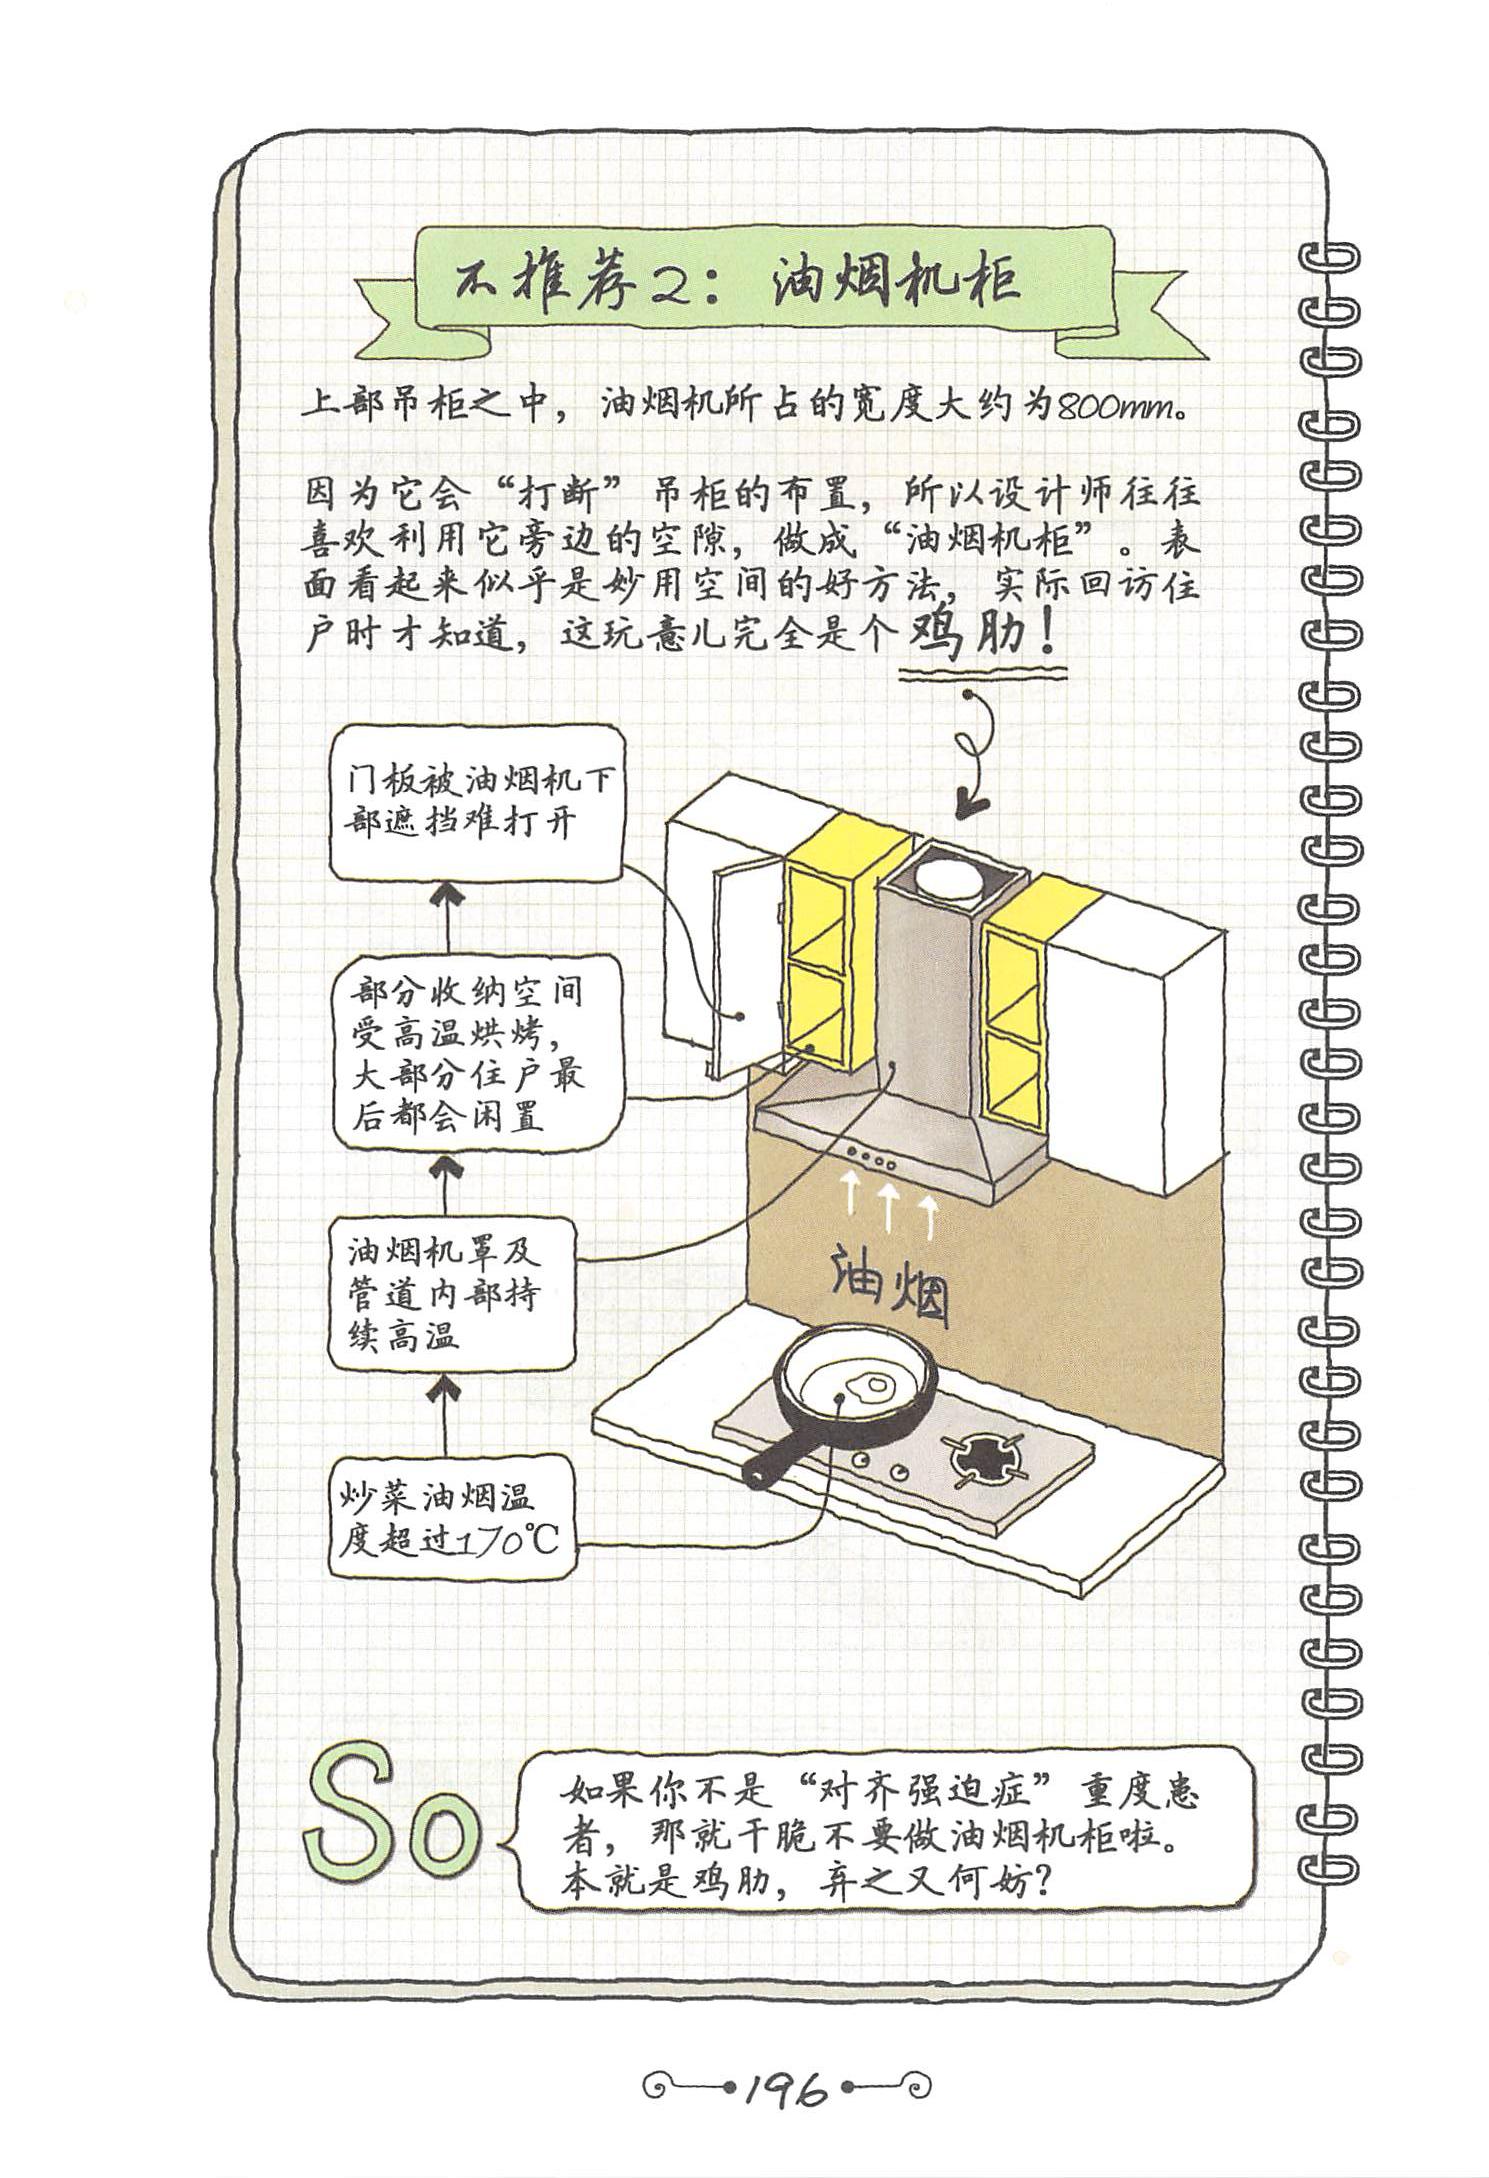 不推荐2：油烟机柜
上部吊柜之中，油烟机所占的宽度大约为800mm。
因为它会“打断”吊柜的布置，所以设计师往往
喜欢利用它旁边的空隙，做成“油烟机柜”。表
面看起来似乎是妙用空间的好方法，实际回访住
户时才知道，这玩意儿完全是个鸡肋！
门板被油烟机下
部遮挡难打开
部分收纳空间
受高温烘烤，
大部分住户最
后都会闲置
油烟机罩及
管道内部持
续高温
炒菜油烟温
度超过170℃
油烟
So
如果你不是“对齐强迫症”重度患
者，那就干脆不要做油烟机柜啦。
本就是鸡肋，弃之又何妨？
196